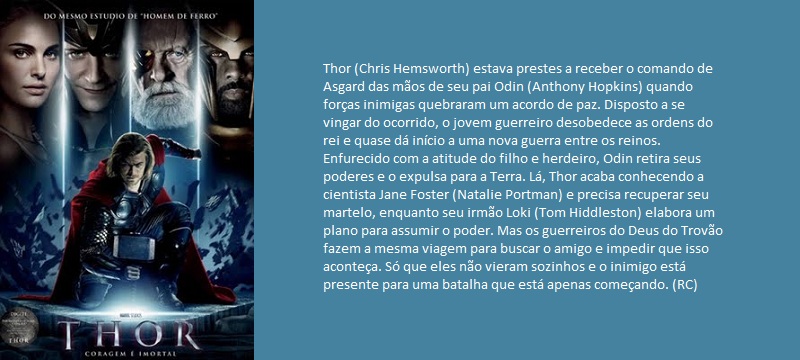 DO MESMO ESTUDIO DE "HOMEM DE FERRO"
THOR
CORAGEM É IMORTAL
DIGITAL
THOR
Thor (Chris Hemsworth) estava prestes a receber o comando de
Asgard das mãos de seu pai Odin (Anthony Hopkins) quando
forças inimigas quebraram um acordo de paz. Disposto a se
vingar do ocorrido, o jovem guerreiro desobedece as ordens do
rei e quase dá início a uma nova guerra entre os reinos.
Enfurecido com a atitude do filho e herdeiro, Odin retira seus
poderes e o expulsa para a Terra. Lá, Thor acaba conhecendo a
cientista Jane Foster (Natalie Portman) e precisa recuperar seu
martelo, enquanto seu irmão Loki (Tom Hiddleston) elabora um
plano para assumir o poder. Mas os guerreiros do Deus do Trovão
fazem a mesma viagem para buscar o amigo e impedir que isso
aconteça. Só que eles não vieram sozinhos e o inimigo está
presente para uma batalha que está apenas começando. (RC)